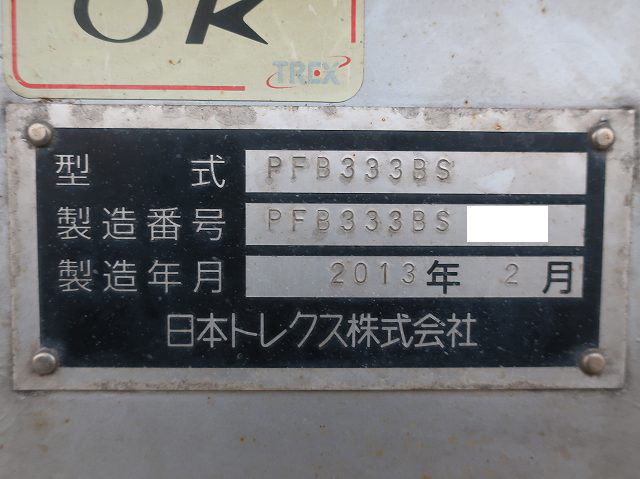 OK
TREX
型 式 PFB333BS
製造番号 PFB333BS
製造年月 2013年 2月
日本トレクス株式会社